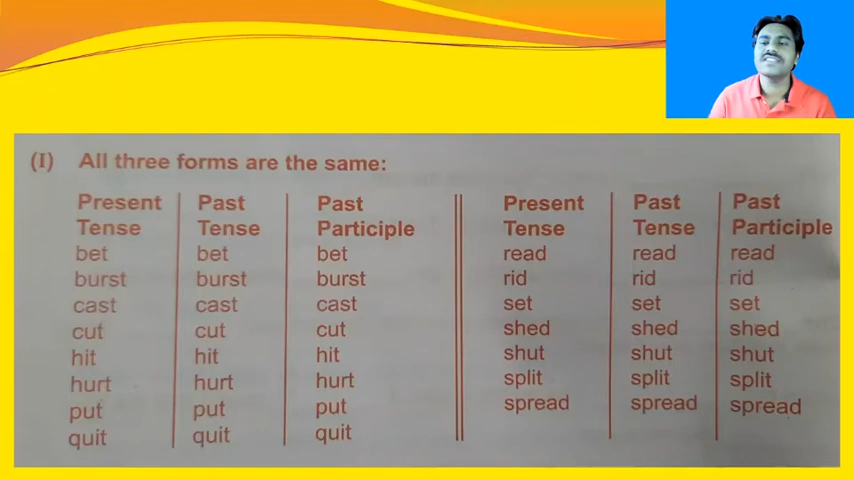 (I) All three forms are the same:
Present Past Past Present Past Past
Tense Tense Participle Tense Tense Participle
bet bet bet read read read
burst burst burst rid rid rid
cast cast cast set set set
cut cut cut shed shed shed
hit hit hit shut shut shut
hurt hurt hurt split split split
put put put spread spread spread
quit quit quit